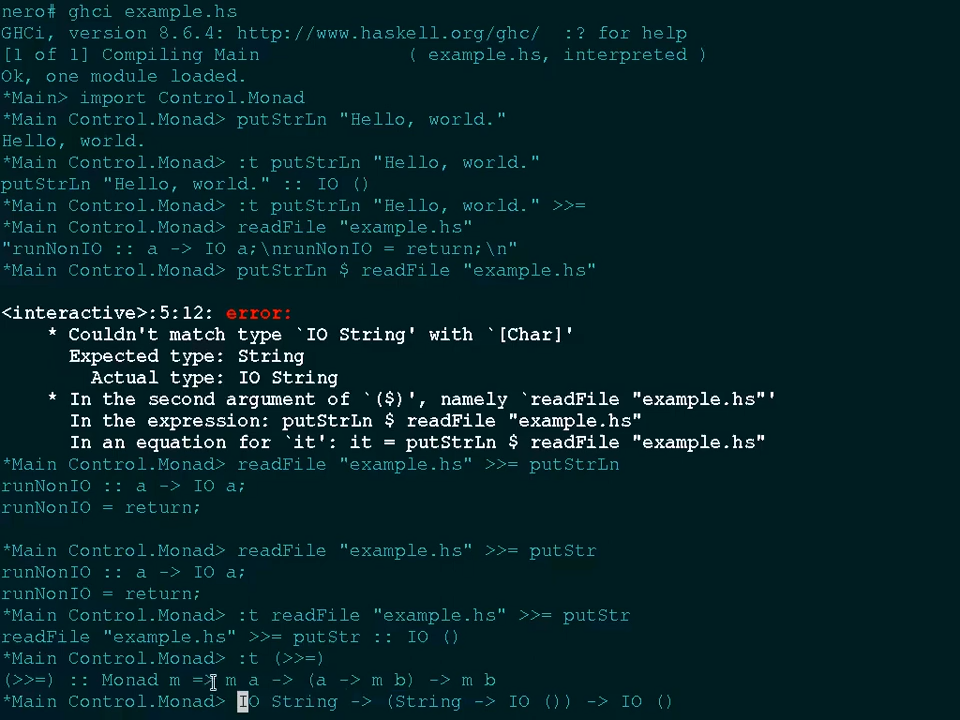 nero# ghci example.hs
GHCi, version 8.6.4: http://www.haskell.org/ghc/  :? for help
[1 of 1] Compiling Main             ( example.hs, interpreted )
Ok, one module loaded.
*Main> import Control.Monad
*Main Control.Monad> putStrLn "Hello, world."
Hello, world.
*Main Control.Monad> :t putStrLn "Hello, world."
putStrLn "Hello, world." :: IO ()
*Main Control.Monad> :t putStrLn "Hello, world." >>=
*Main Control.Monad> readFile "example.hs"
"runNonIO :: a -> IO a;\nrunNonIO = return;\n"
*Main Control.Monad> putStrLn $ readFile "example.hs"
<interactive>:5:12: error:
    * Couldn't match type `IO String' with `[Char]'
      Expected type: String
        Actual type: IO String
    * In the second argument of `($)', namely `readFile "example.hs"'
      In the expression: putStrLn $ readFile "example.hs"
      In an equation for `it': it = putStrLn $ readFile "example.hs"
*Main Control.Monad> readFile "example.hs" >>= putStrLn
runNonIO :: a -> IO a;
runNonIO = return;
*Main Control.Monad> readFile "example.hs" >>= putStr
runNonIO :: a -> IO a;
runNonIO = return;
*Main Control.Monad> :t readFile "example.hs" >>= putStr
readFile "example.hs" >>= putStr :: IO ()
*Main Control.Monad> :t (>>=)
(>>=) :: Monad m => m a -> (a -> m b) -> m b
*Main Control.Monad> IO String -> (String -> IO ()) -> IO ()